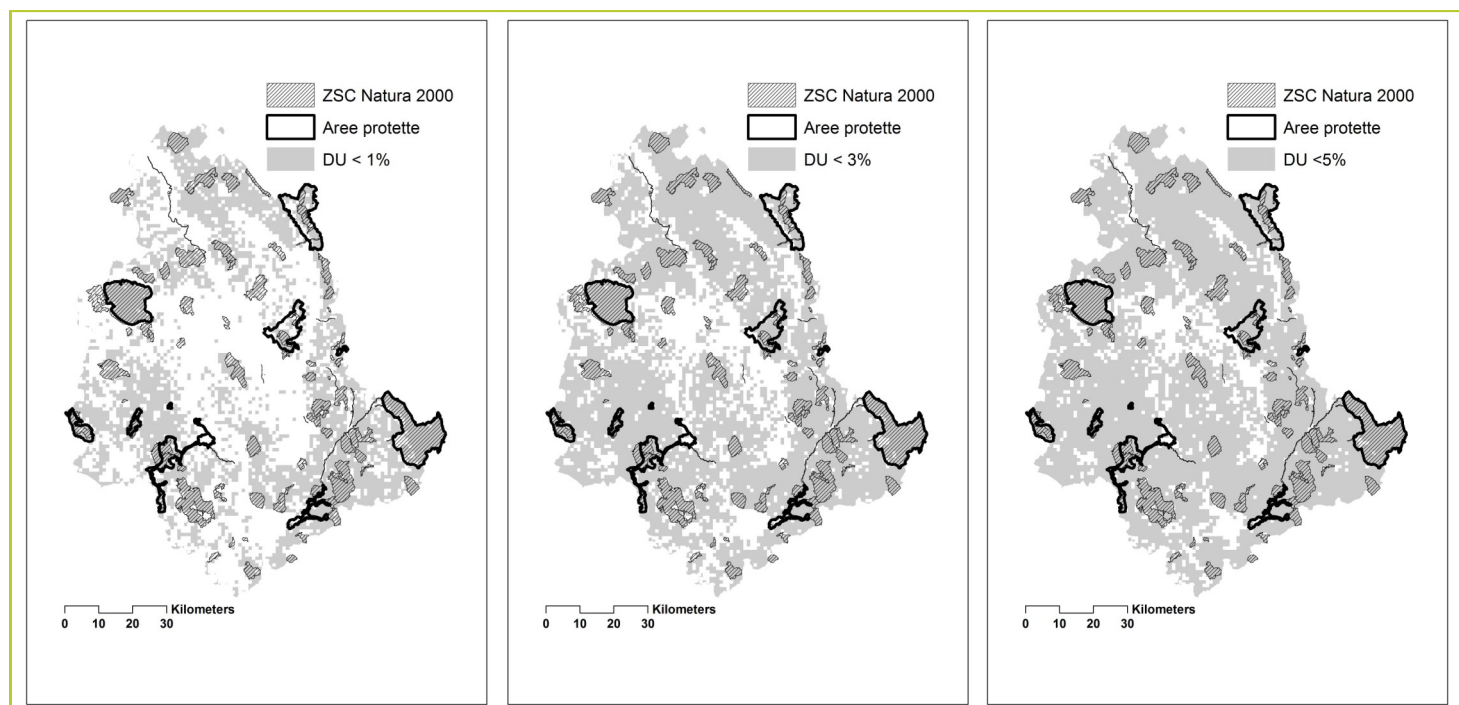 ZSC Natura 2000
Aree protette
DU < 1%
Kilometers
0 10 20 30
ZSC Natura 2000
Aree protette
DU < 3%
Kilometers
0 10 20 30
ZSC Natura 2000
Aree protette
DU <5%
Kilometers
0 10 20 30